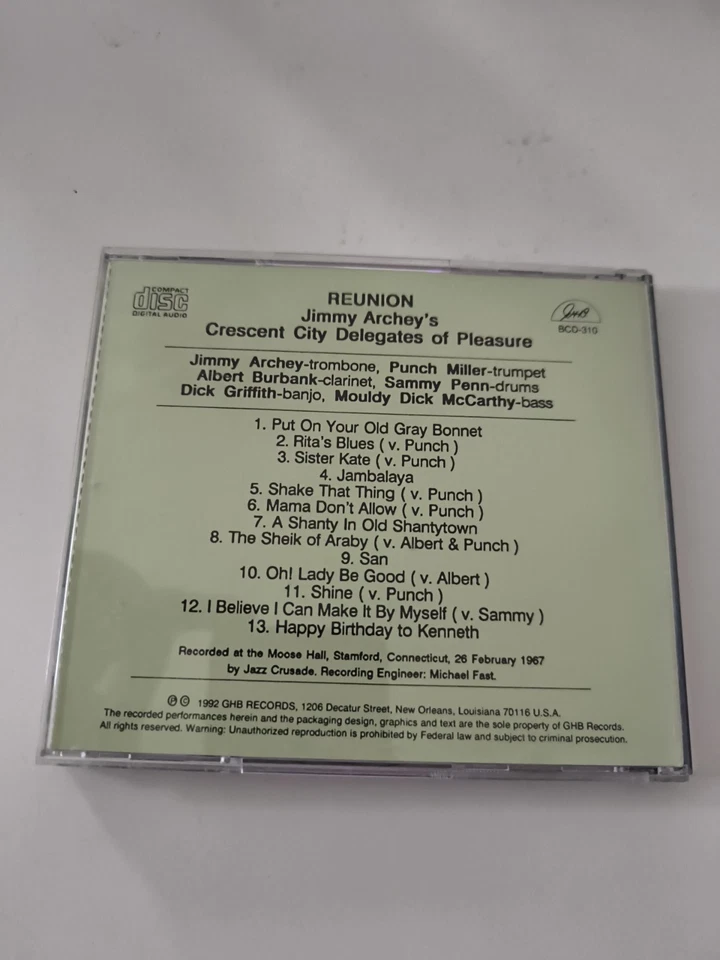 COMPACT
disc
DIGITAL AUDIO
REUNION
Jimmy Archey's
Crescent City Delegates of Pleasure
GHB
BCD-310
Jimmy Archey-trombone, Punch Miller-trumpet
Albert Burbank-clarinet, Sammy Penn-drums
Dick Griffith-banjo, Mouldy Dick McCarthy-bass
1. Put On Your Old Gray Bonnet
2. Rita's Blues ( v. Punch )
3. Sister Kate ( v. Punch )
4. Jambalaya
5. Shake That Thing ( v. Punch )
6. Mama Don't Allow ( v. Punch )
7. A Shanty In Old Shantytown
8. The Sheik of Araby ( v. Albert & Punch )
9. San
10. Oh! Lady Be Good ( v. Albert )
11. Shine ( v. Punch )
12. I Believe I Can Make It By Myself ( v. Sammy )
13. Happy Birthday to Kenneth
Recorded at the Moose Hall, Stamford, Connecticut, 26 February 1967
by Jazz Crusade. Recording Engineer: Michael Fast.
℗ © 1992 GHB RECORDS, 1206 Decatur Street, New Orleans, Louisiana 70116 U.S.A.
The recorded performances herein and the packaging design, graphics and text are the sole property of GHB Records.
All rights reserved. Warning: Unauthorized reproduction is prohibited by Federal law and subject to criminal prosecution.